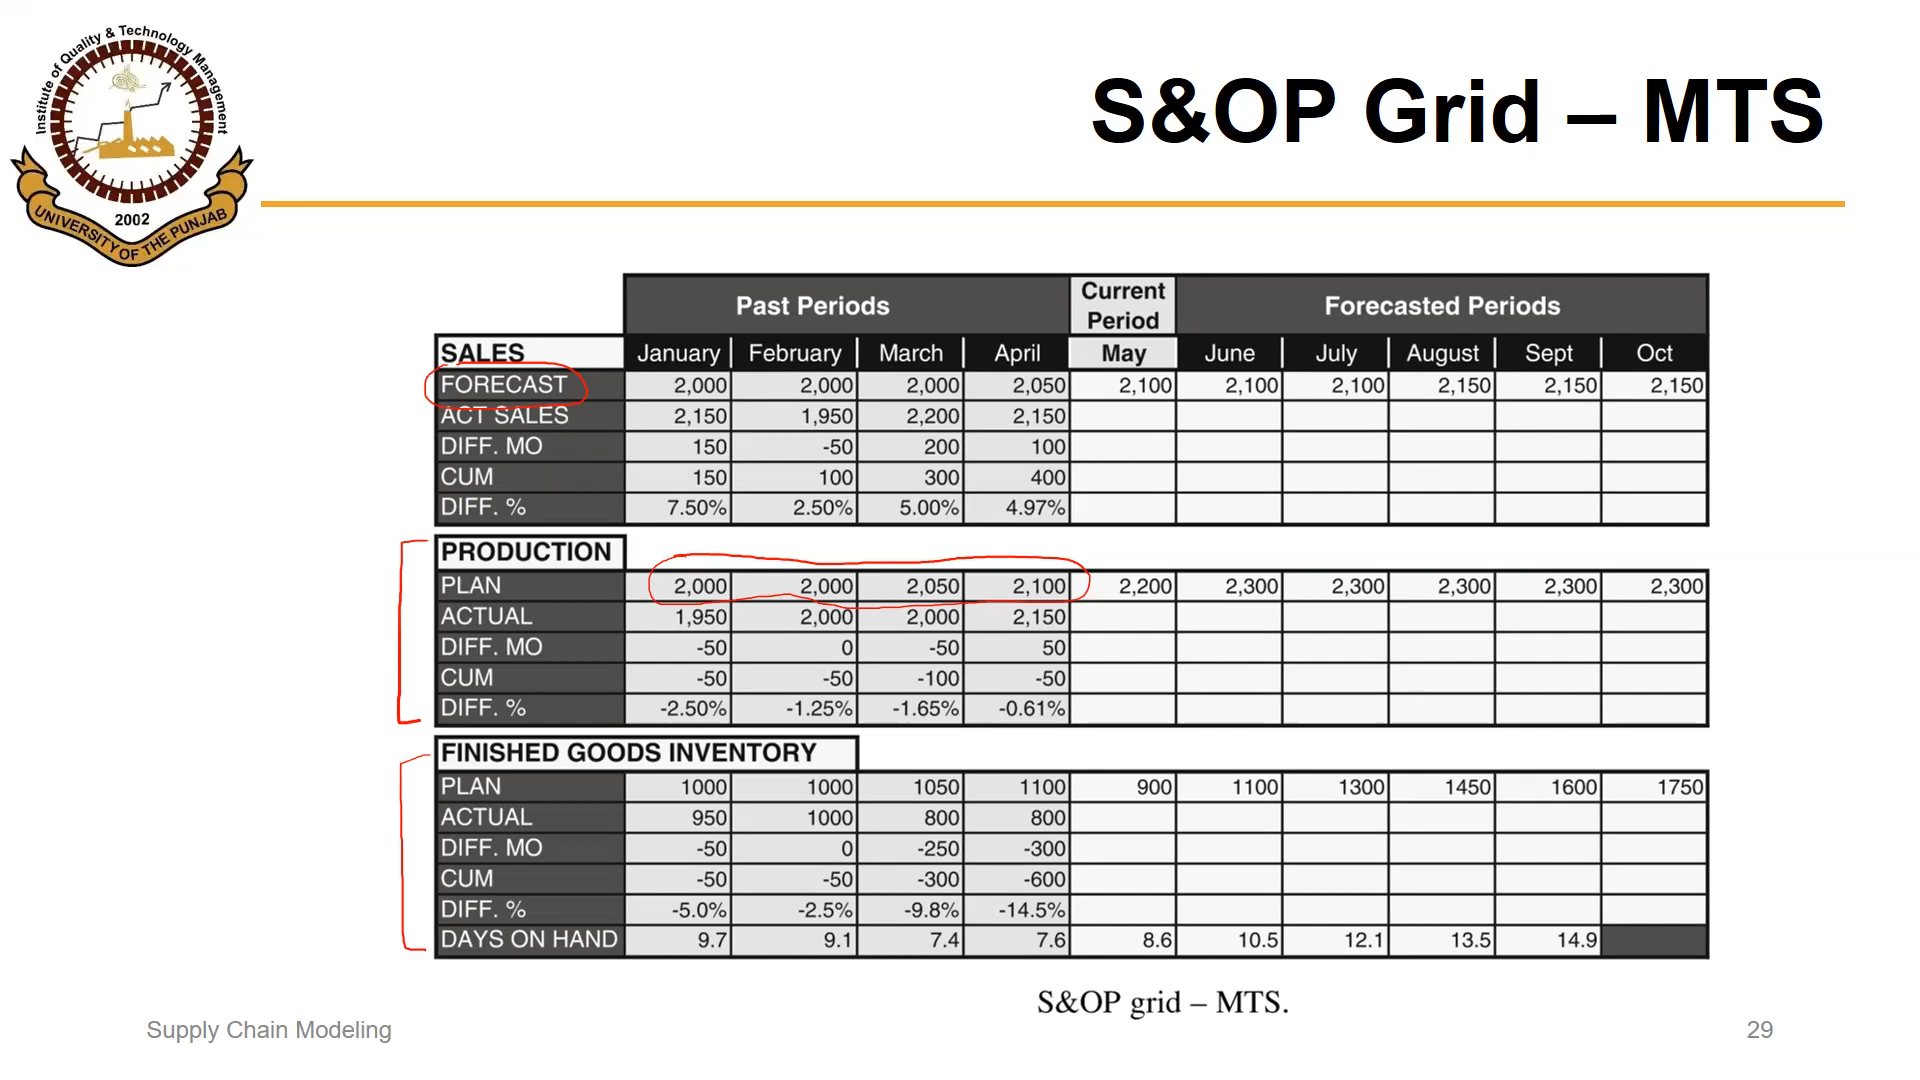 Institute of Quality & Technology Management
2002
UNIVERSITY OF THE PUNJAB
S&OP Grid – MTS
Past Periods Current Period Forecasted Periods
SALES January February March April May June July August Sept Oct
FORECAST 2,000 2,000 2,000 2,050 2,100 2,100 2,100 2,150 2,150 2,150
ACT SALES 2,150 1,950 2,200 2,150
DIFF. MO 150 -50 200 100
CUM 150 100 300 400
DIFF. % 7.50% 2.50% 5.00% 4.97%
PRODUCTION
PLAN 2,000 2,000 2,050 2,100 2,200 2,300 2,300 2,300 2,300 2,300
ACTUAL 1,950 2,000 2,000 2,150
DIFF. MO -50 0 -50 50
CUM -50 -50 -100 -50
DIFF. % -2.50% -1.25% -1.65% -0.61%
FINISHED GOODS INVENTORY
PLAN 1000 1000 1050 1100 900 1100 1300 1450 1600 1750
ACTUAL 950 1000 800 800
DIFF. MO -50 0 -250 -300
CUM -50 -50 -300 -600
DIFF. % -5.0% -2.5% -9.8% -14.5%
DAYS ON HAND 9.7 9.1 7.4 7.6 8.6 10.5 12.1 13.5 14.9
S&OP grid – MTS.
Supply Chain Modeling 29